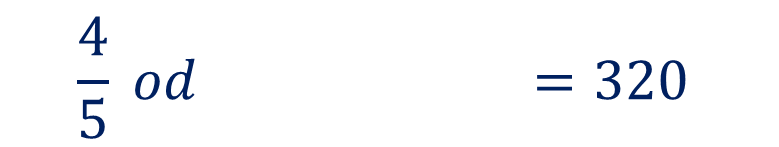 4/5 od = 320